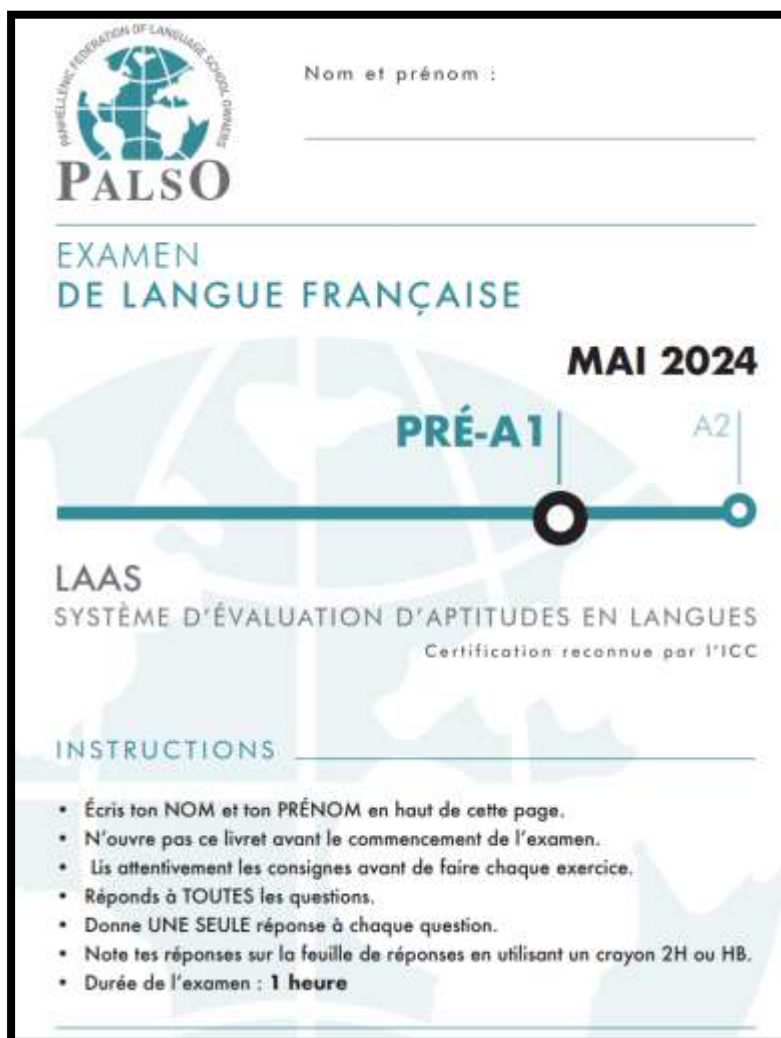 PANHELLENIC FEDERATION OF LANGUAGE SCHOOL OWNERS
PALSO
Nom et prénom :
EXAMEN
DE LANGUE FRANÇAISE
MAI 2024
PRÉ-A1
A2
LAAS
SYSTÈME D'ÉVALUATION D'APTITUDES EN LANGUES
Certification reconnue par l'ICC
INSTRUCTIONS
• Écris ton NOM et ton PRÉNOM en haut de cette page.
• N'ouvre pas ce livret avant le commencement de l'examen.
• Lis attentivement les consignes avant de faire chaque exercice.
• Réponds à TOUTES les questions.
• Donne UNE SEULE réponse à chaque question.
• Note tes réponses sur la feuille de réponses en utilisant un crayon 2H ou HB.
• Durée de l'examen : 1 heure